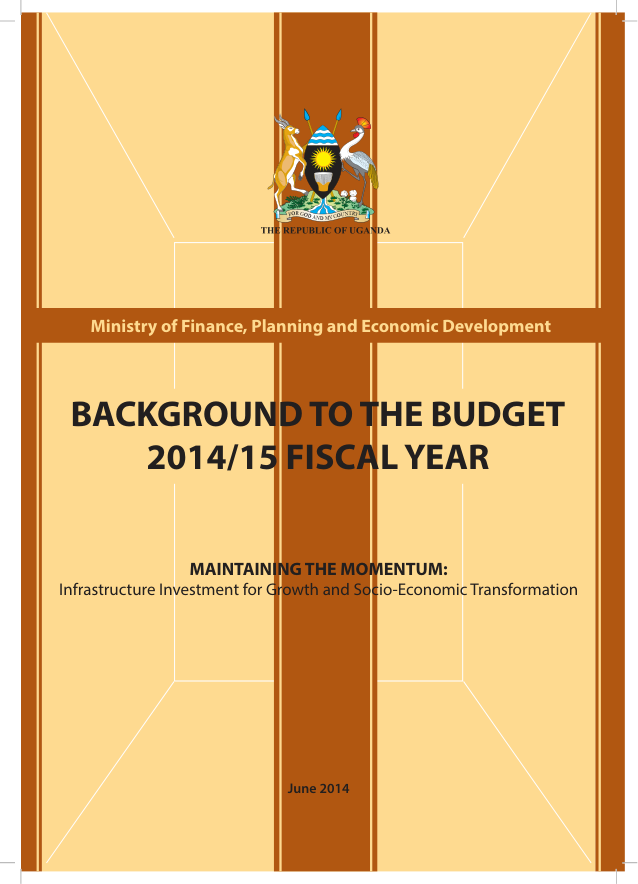 FOR GOD AND MY COUNTRY
THE REPUBLIC OF UGANDA
Ministry of Finance, Planning and Economic Development
BACKGROUND TO THE BUDGET
2014/15 FISCAL YEAR
MAINTAINING THE MOMENTUM:
Infrastructure Investment for Growth and Socio-Economic Transformation
June 2014